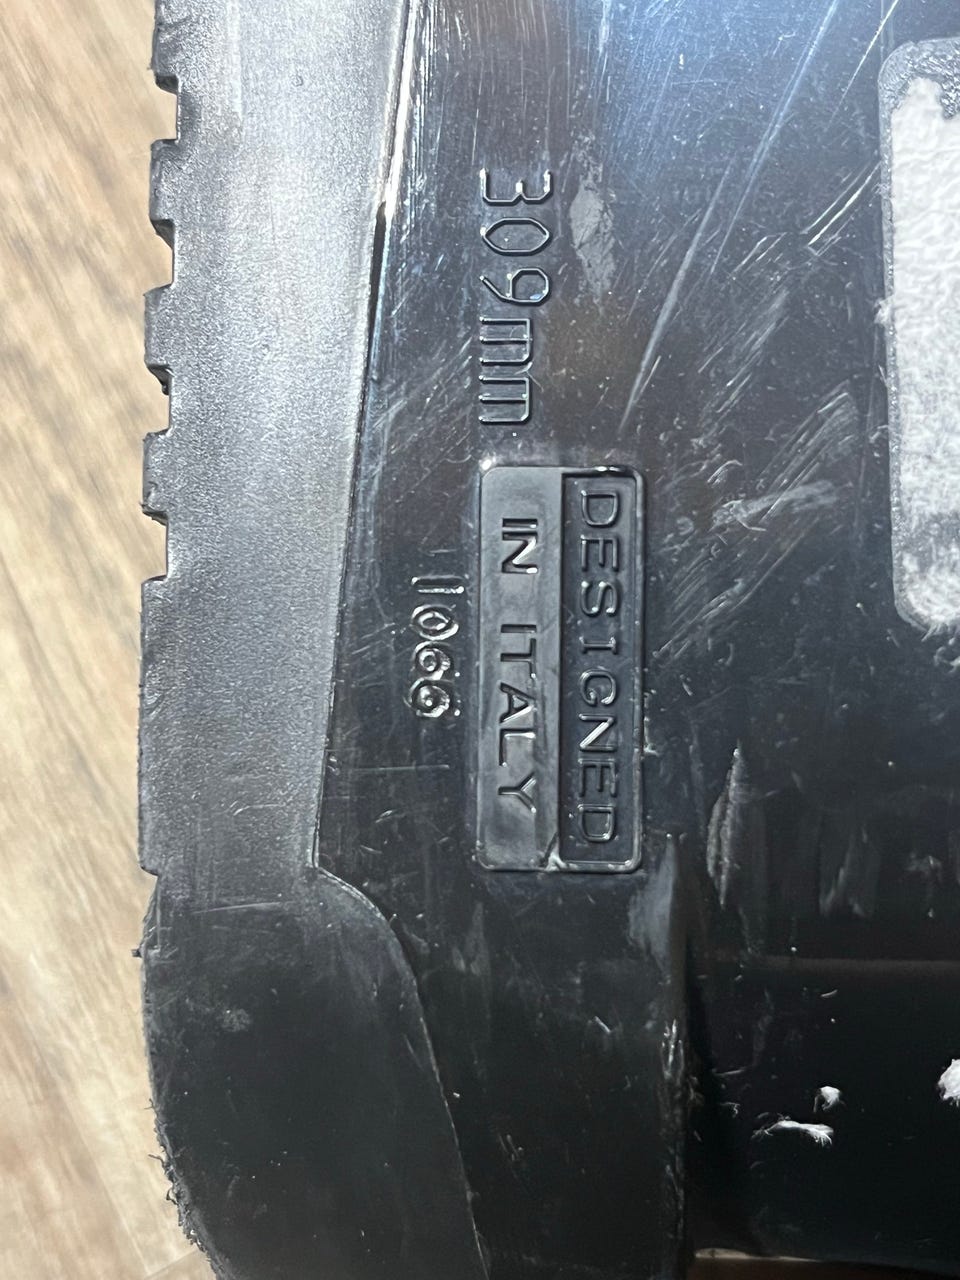 309mm
DESIGNED
IN ITALY
1066